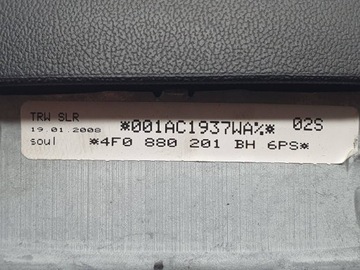 TRW SLR
19.01.2008 *001AC1937WA%* 02S
soul *4F0 880 201 BH 6PS*